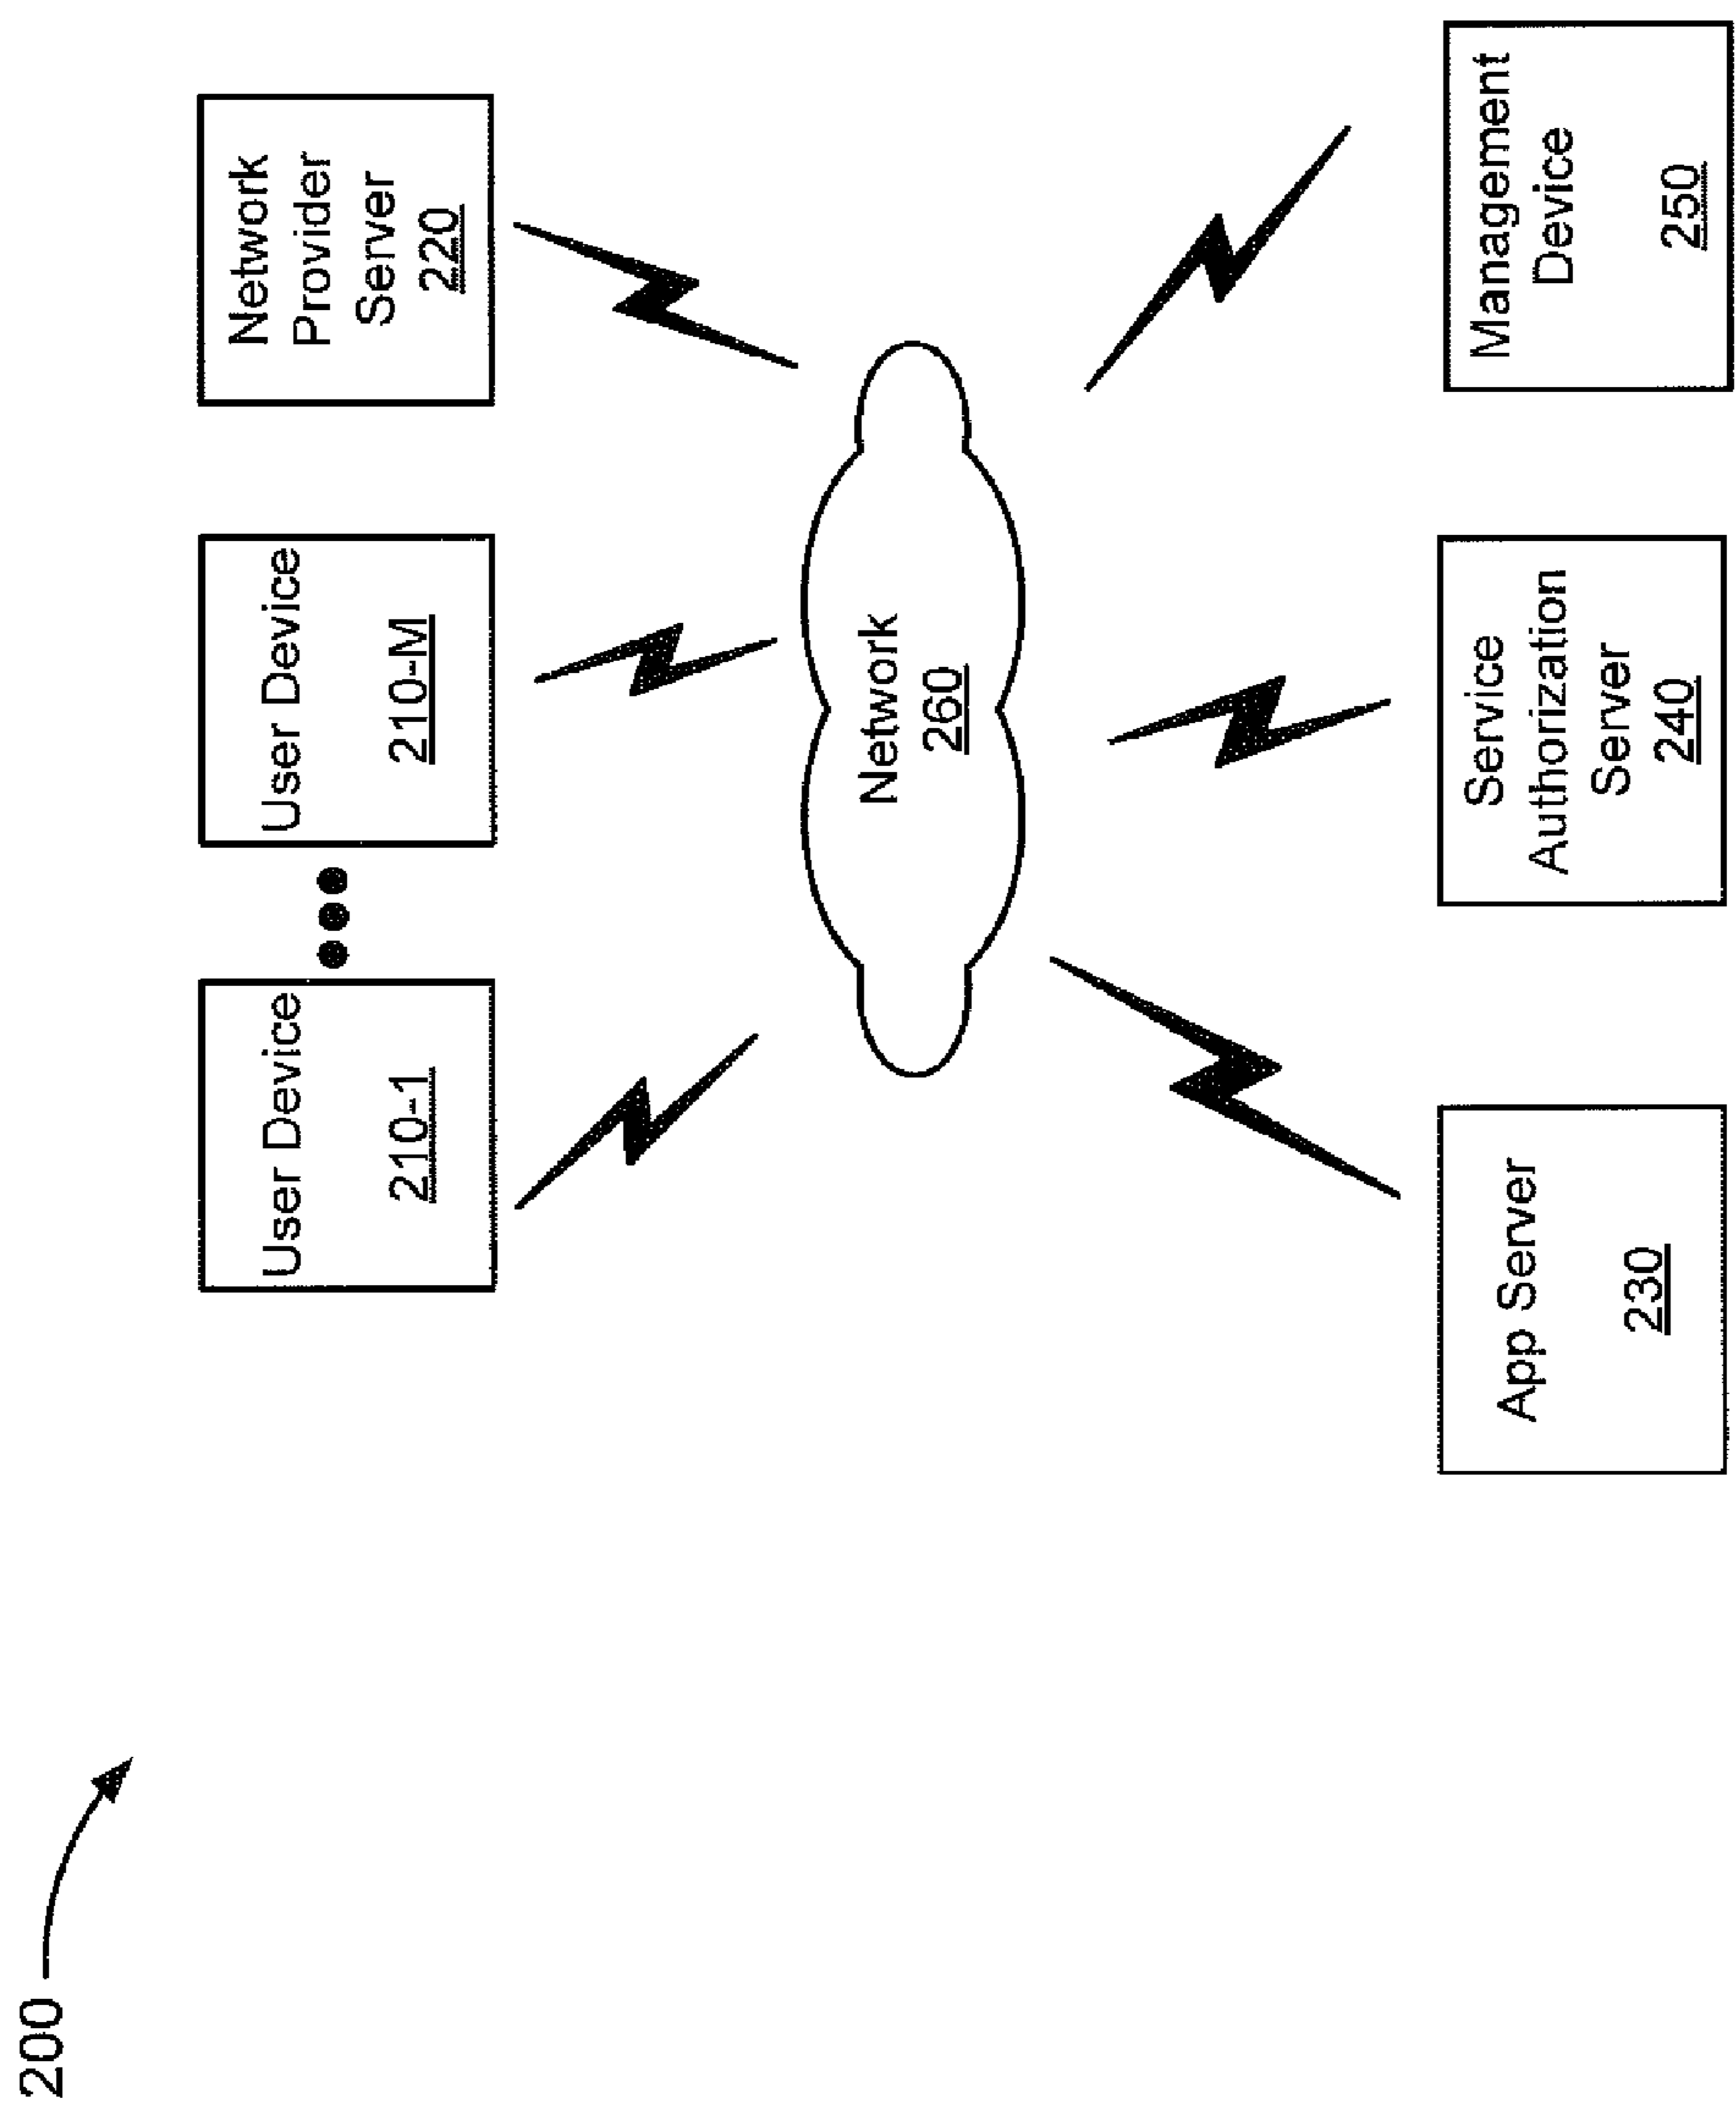 200
User Device
210-1
User Device
210-M
Network
Provider
Server
220
Network
260
App Server
230
Service
Authorization
Server
240
Management
Device
250